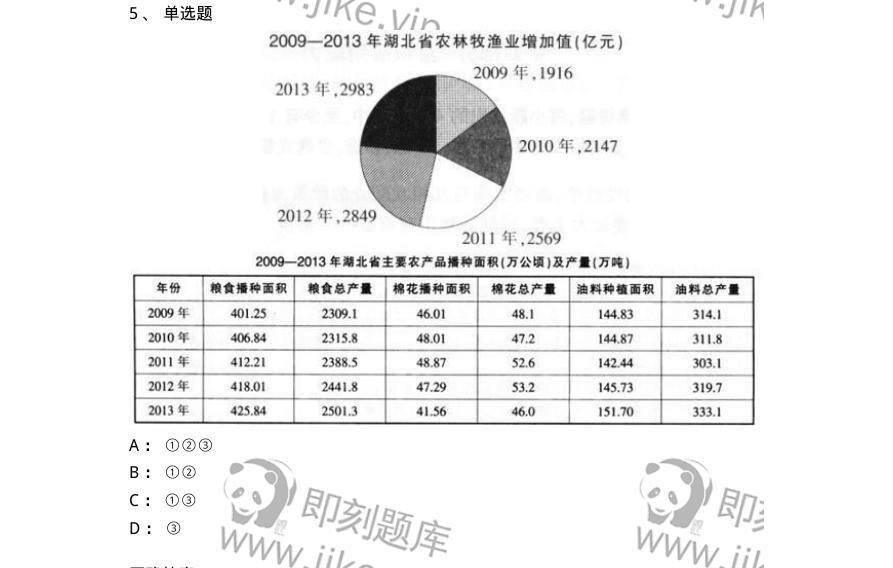 www.jike.vip
5 、 单选题
2009—2013 年湖北省农林牧渔业增加值(亿元)
2009 年,1916
2013 年,2983
2010 年,2147
2012 年,2849
2011 年,2569
2009—2013 年湖北省主要农产品播种面积(万公顷)及产量(万吨)
年份 粮食播种面积 粮食总产量 棉花播种面积 棉花总产量 油料种植面积 油料总产量
2009 年 401.25 2309.1 46.01 48.1 144.83 314.1
2010 年 406.84 2315.8 48.01 47.2 144.87 311.8
2011 年 412.21 2388.5 48.87 52.6 142.44 303.1
2012 年 418.01 2441.8 47.29 53.2 145.73 319.7
2013 年 425.84 2501.3 41.56 46.0 151.70 333.1
A： ①②③
B： ①②
C： ①③
D： ③
即刻题库
www.jike
即刻
www.jik